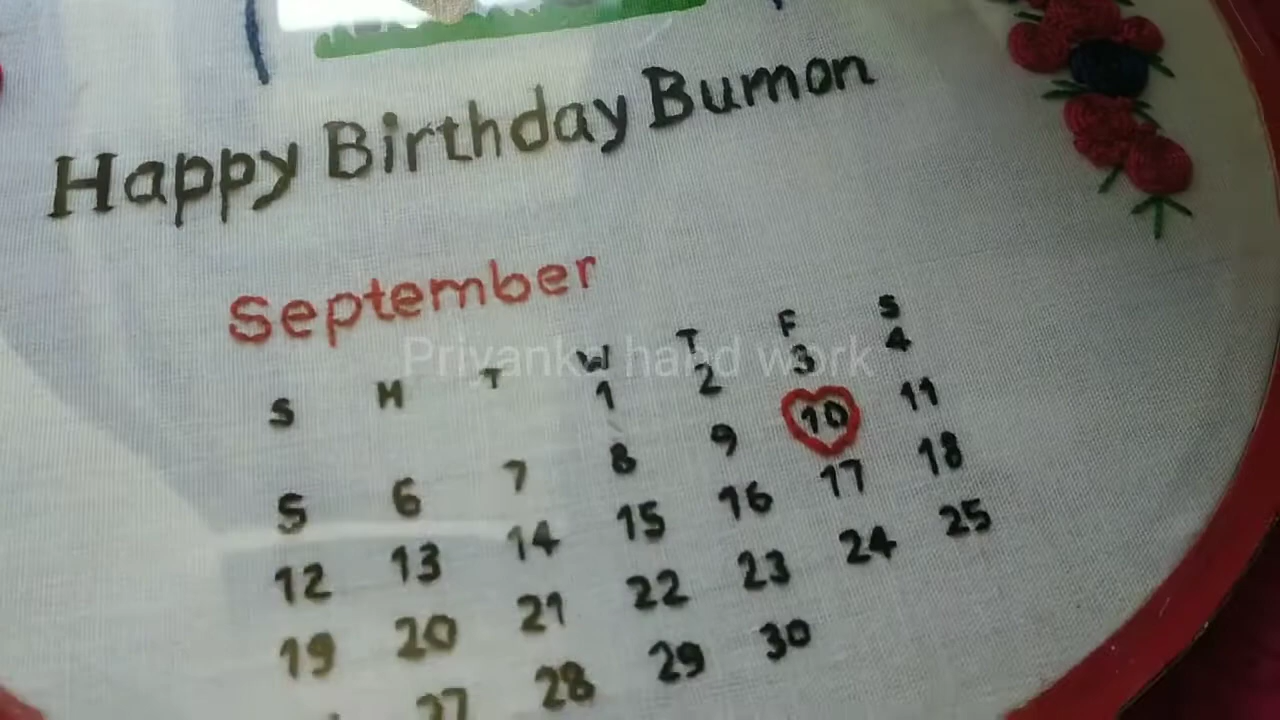 Happy Birthday Bumon
September
Priyanka hand work
S M T W T F S
1 2 3 4
5 6 7 8 9 10 11
12 13 14 15 16 17 18
19 20 21 22 23 24 25
27 28 29 30